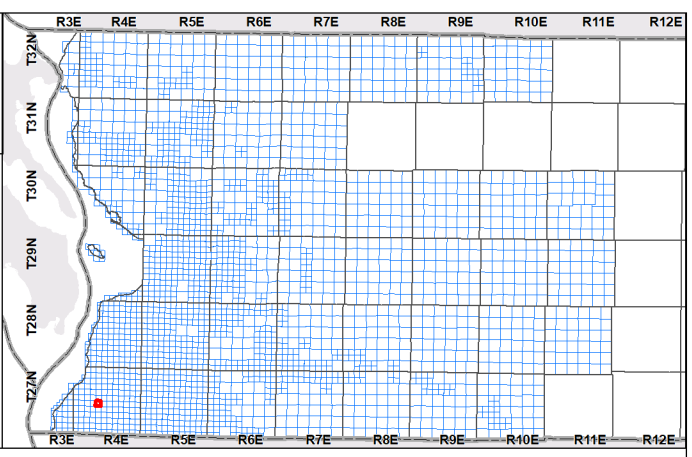 R3E R4E R5E R6E R7E R8E R9E R10E R11E R12E
T32N
T31N
T30N
T29N
T28N
T27N
R3E R4E R5E R6E R7E R8E R9E R10E R11E R12E